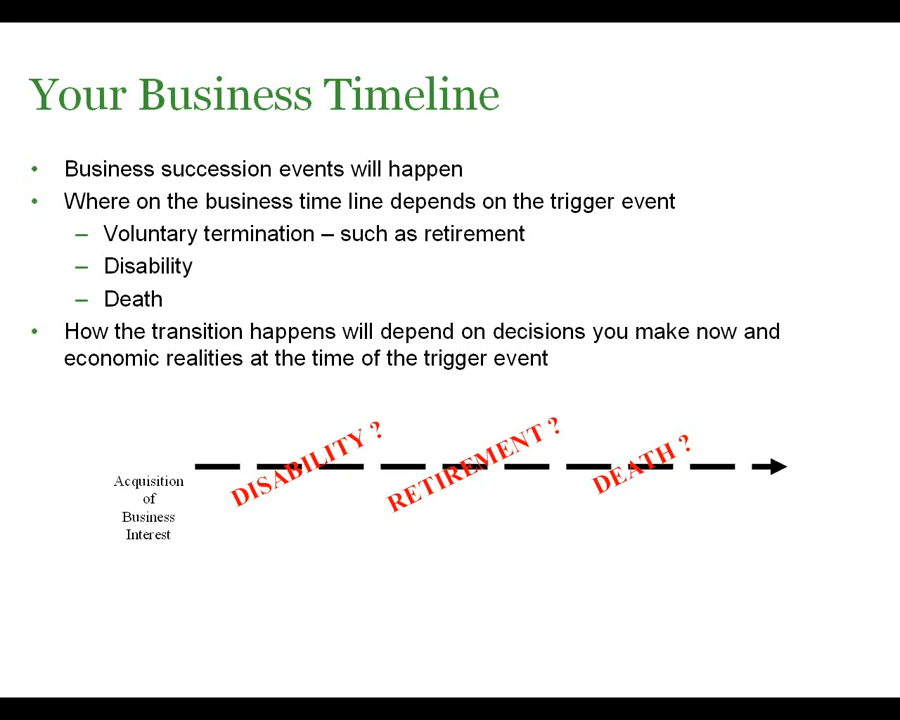 Your Business Timeline
• Business succession events will happen
• Where on the business time line depends on the trigger event
– Voluntary termination – such as retirement
– Disability
– Death
• How the transition happens will depend on decisions you make now and
economic realities at the time of the trigger event
DISABILITY ?
RETIREMENT ?
DEATH ?
Acquisition
of
Business
Interest